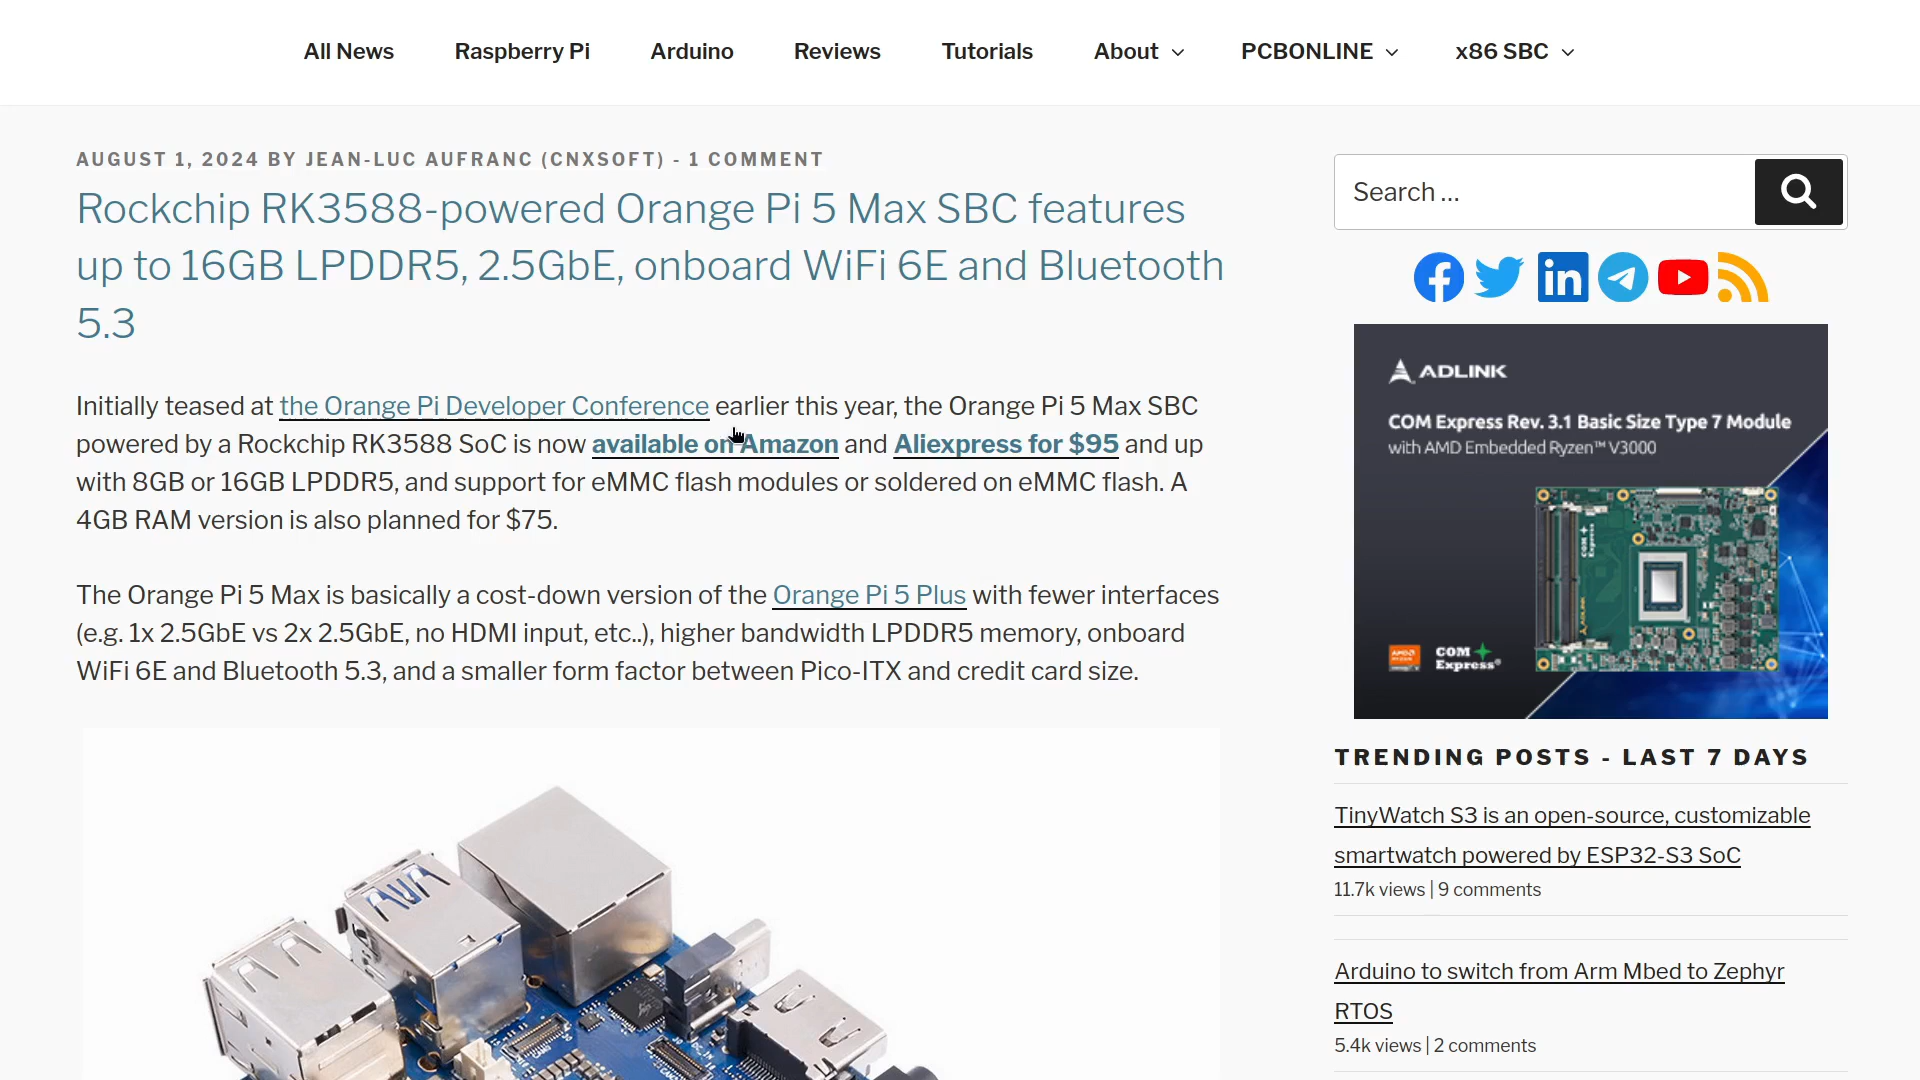 All News Raspberry Pi Arduino Reviews Tutorials About PCBONLINE x86 SBC
AUGUST 1, 2024 BY JEAN-LUC AUFRANC (CNXSOFT) - 1 COMMENT
Rockchip RK3588-powered Orange Pi 5 Max SBC features
up to 16GB LPDDR5, 2.5GbE, onboard WiFi 6E and Bluetooth
5.3
Initially teased at the Orange Pi Developer Conference earlier this year, the Orange Pi 5 Max SBC
powered by a Rockchip RK3588 SoC is now available on Amazon and Aliexpress for $95 and up
with 8GB or 16GB LPDDR5, and support for eMMC flash modules or soldered on eMMC flash. A
4GB RAM version is also planned for $75.
The Orange Pi 5 Max is basically a cost-down version of the Orange Pi 5 Plus with fewer interfaces
(e.g. 1x 2.5GbE vs 2x 2.5GbE, no HDMI input, etc..), higher bandwidth LPDDR5 memory, onboard
WiFi 6E and Bluetooth 5.3, and a smaller form factor between Pico-ITX and credit card size.
DC_IN
Search …
in
ADLINK
COM Express Rev. 3.1 Basic Size Type 7 Module
with AMD Embedded Ryzen™ V3000
COM
Express
AMD
RYZEN
COM
Express®
TRENDING POSTS - LAST 7 DAYS
TinyWatch S3 is an open-source, customizable
smartwatch powered by ESP32-S3 SoC
11.7k views | 9 comments
Arduino to switch from Arm Mbed to Zephyr
RTOS
5.4k views | 2 comments